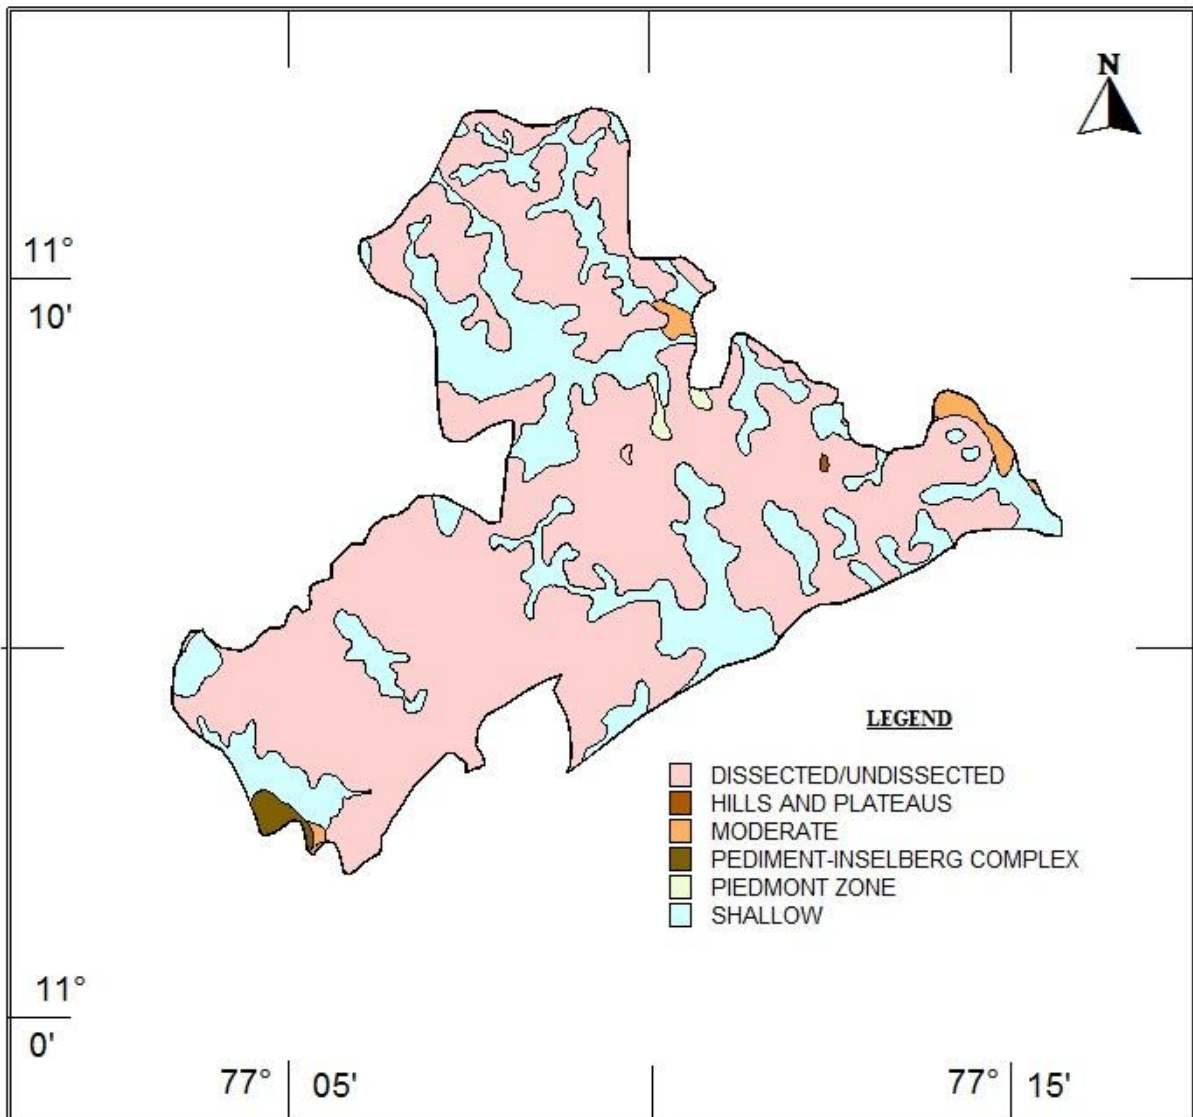 N
11°
10'
LEGEND
DISSECTED/UNDISSECTED
HILLS AND PLATEAUS
MODERATE
PEDIMENT-INSELBERG COMPLEX
PIEDMONT ZONE
SHALLOW
11°
0'
77° 05'
77° 15'